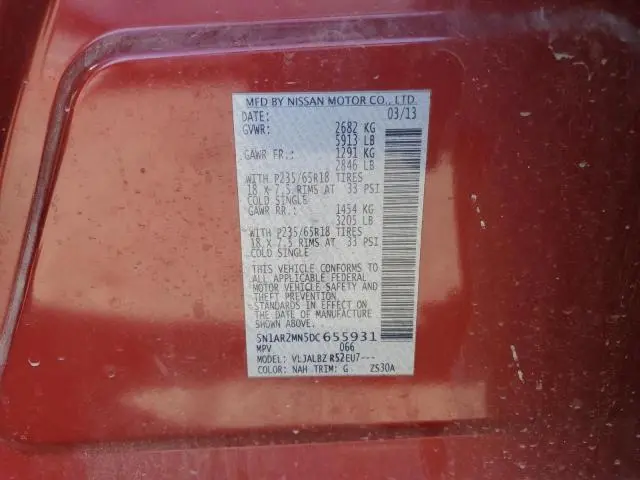 MFD BY NISSAN MOTOR CO., LTD.
DATE: 03/13
GVWR: 2682 KG
5913 LB
GAWR FR.: 1291 KG
2846 LB
WITH P235/65R18 TIRES
18 X 7.5 RIMS AT 33 PSI
COLD SINGLE
GAWR RR.: 1454 KG
3205 LB
WITH P235/65R18 TIRES
18 X 7.5 RIMS AT 33 PSI
COLD SINGLE
THIS VEHICLE CONFORMS TO
ALL APPLICABLE FEDERAL
MOTOR VEHICLE SAFETY AND
THEFT PREVENTION
STANDARDS IN EFFECT ON
THE DATE OF MANUFACTURE
SHOWN ABOVE.
5N1AR2MN5DC655931
MPV 066
MODEL: VLJALBZ R52EU7---
COLOR: NAH TRIM: G ZS30A